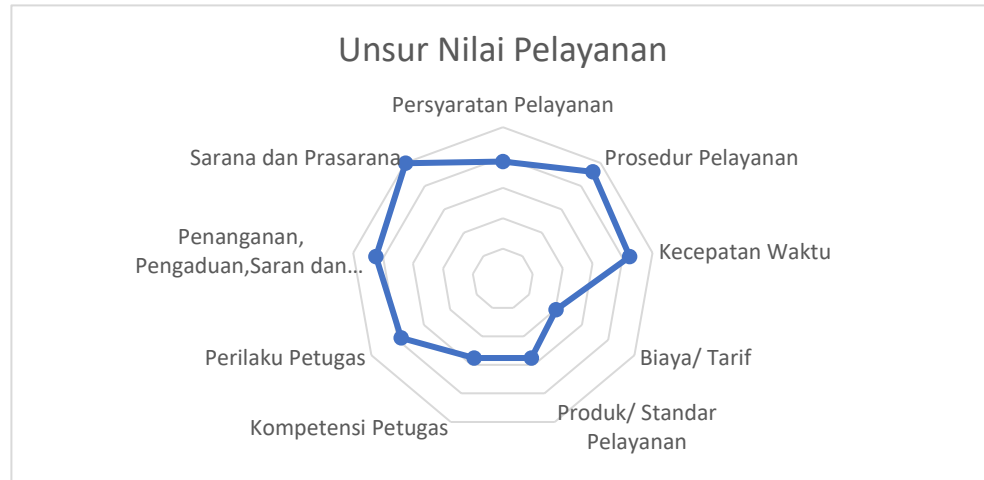 Unsur Nilai Pelayanan
Persyaratan Pelayanan
Prosedur Pelayanan
Kecepatan Waktu
Biaya/ Tarif
Produk/ Standar
Pelayanan
Kompetensi Petugas
Perilaku Petugas
Penanganan,
Pengaduan,Saran dan...
Sarana dan Prasarana